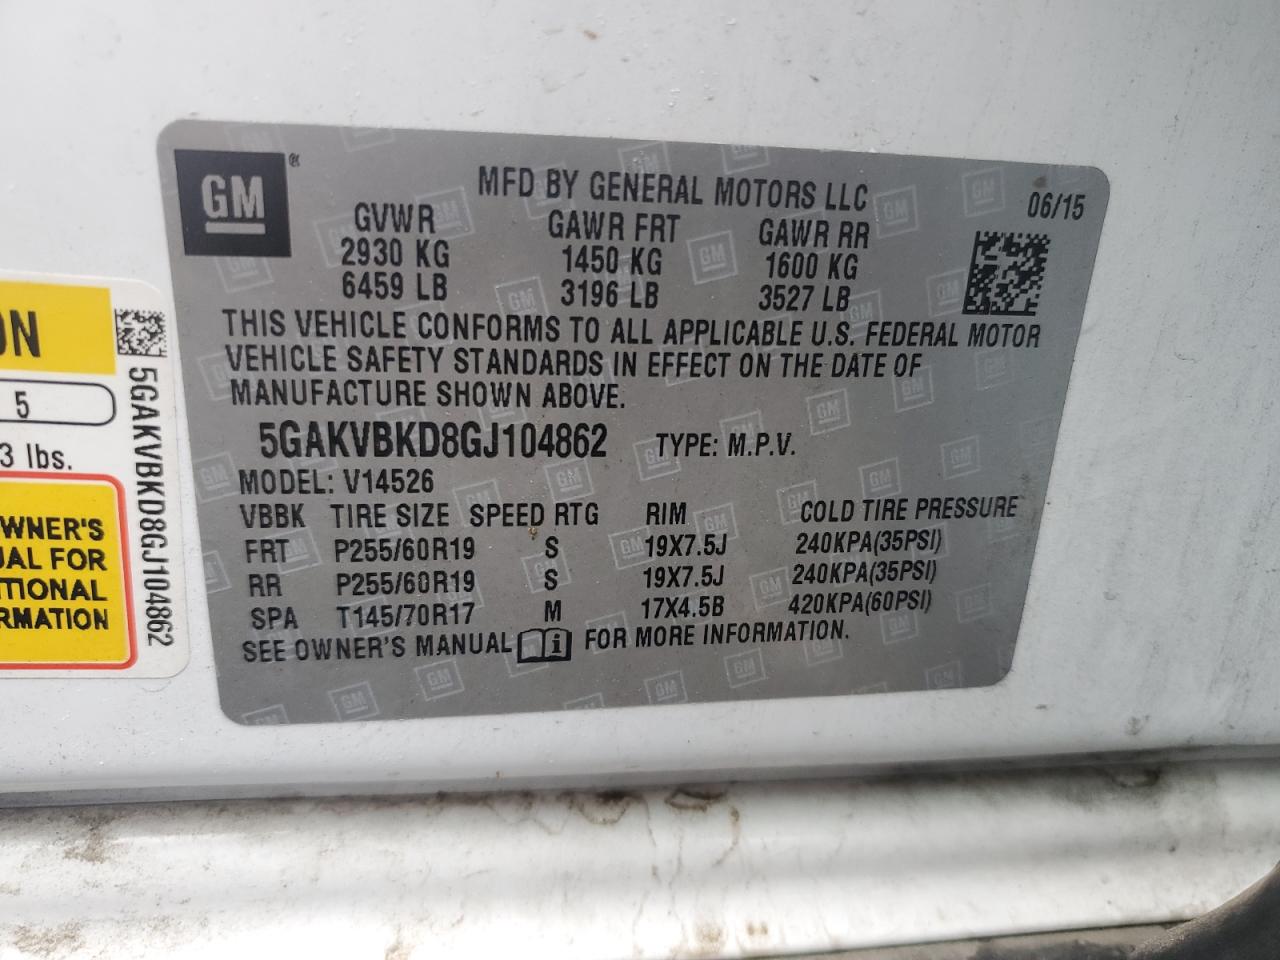 GM
®
MFD BY GENERAL MOTORS LLC
06/15
GVWR GAWR FRT GAWR RR
2930 KG 1450 KG 1600 KG
6459 LB 3196 LB 3527 LB
THIS VEHICLE CONFORMS TO ALL APPLICABLE U.S. FEDERAL MOTOR
VEHICLE SAFETY STANDARDS IN EFFECT ON THE DATE OF
MANUFACTURE SHOWN ABOVE.
5GAKVBKD8GJ104862 TYPE: M.P.V.
MODEL: V14526
VBBK TIRE SIZE SPEED RTG RIM COLD TIRE PRESSURE
FRT P255/60R19 S 19X7.5J 240KPA(35PSI)
RR P255/60R19 S 19X7.5J 240KPA(35PSI)
SPA T145/70R17 M 17X4.5B 420KPA(60PSI)
SEE OWNER'S MANUAL i FOR MORE INFORMATION.
ON
5
3 lbs.
WNER'S
UAL FOR
ITIONAL
RMATION
5GAKVBKD8GJ104862